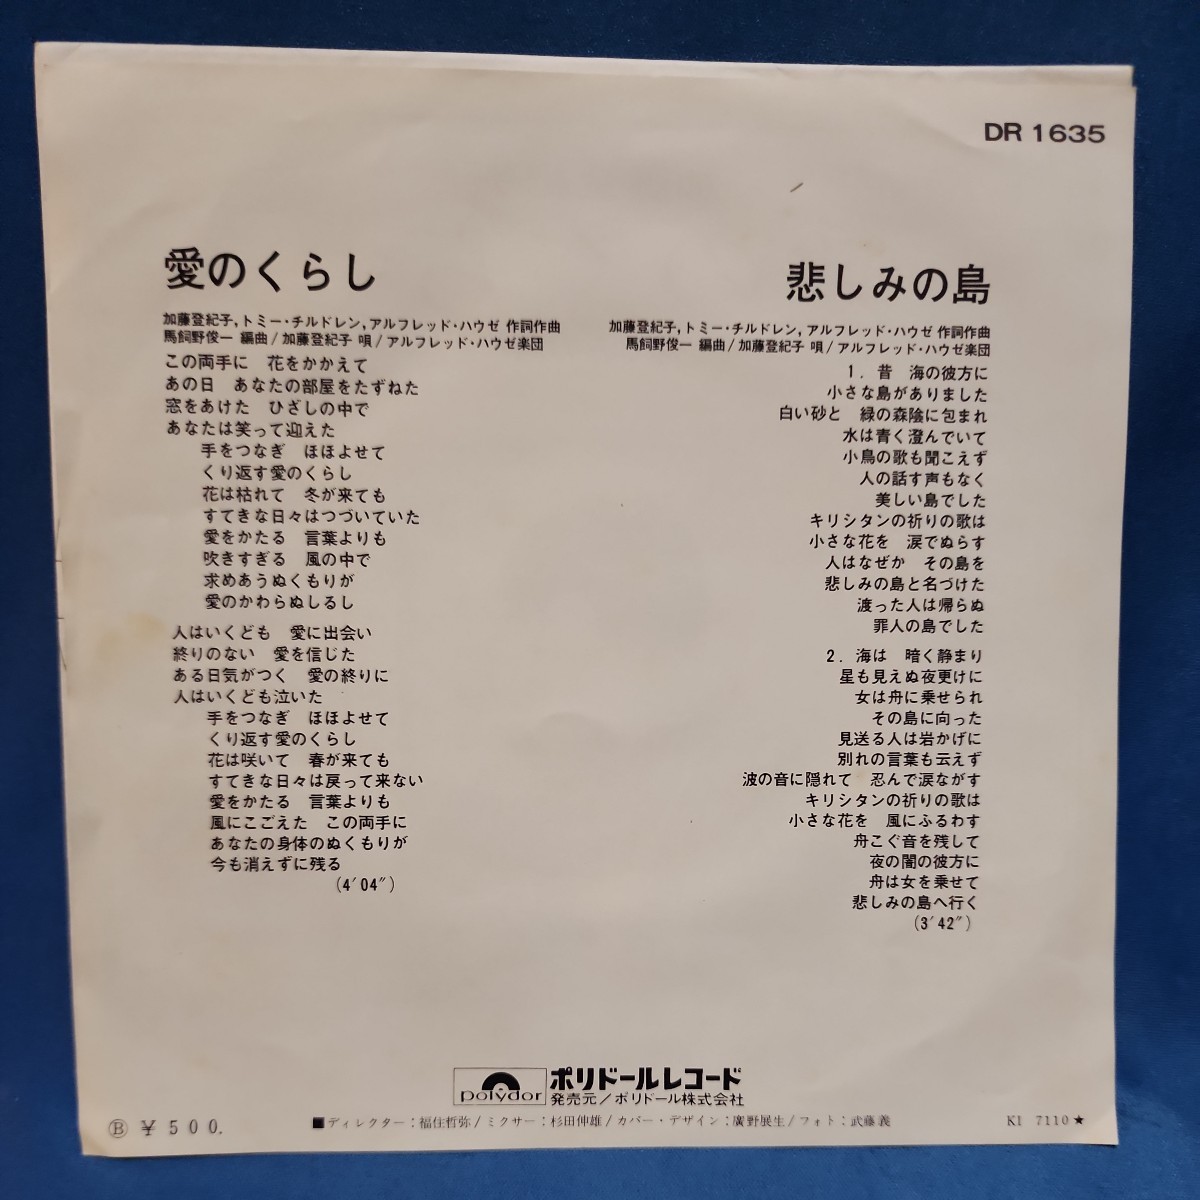 DR 1635
愛のくらし
加藤登紀子,トミー・チルドレン,アルフレッド・ハウゼ 作詞作曲
馬飼野俊一 編曲/加藤登紀子 唄/アルフレッド・ハウゼ楽団
この両手に　花をかかえて
あの日　あなたの部屋をたずねた
窓をあけた　ひざしの中で
あなたは笑って迎えた
手をつなぎ　ほほよせて
くり返す愛のくらし
花は枯れて　冬が来ても
すてきな日々はつづいていた
愛をかたる　言葉よりも
吹きすぎる　風の中で
求めあうぬくもりが
愛のかわらぬしるし
人はいくども　愛に出会い
終りのない　愛を信じた
ある日気がつく　愛の終りに
人はいくども泣いた
手をつなぎ　ほほよせて
くり返す愛のくらし
花は咲いて　春が来ても
すてきな日々は戻って来ない
愛をかたる　言葉よりも
風にこごえた　この両手に
あなたの身体のぬくもりが
今も消えずに残る
(4′04″)
悲しみの島
加藤登紀子,トミー・チルドレン,アルフレッド・ハウゼ 作詞作曲
馬飼野俊一 編曲/加藤登紀子 唄/アルフレッド・ハウゼ楽団
1. 昔　海の彼方に
小さな島がありました
白い砂と　緑の森陰に包まれ
水は青く澄んでいて
小鳥の歌も聞こえず
人の話す声もなく
美しい島でした
キリシタンの祈りの歌は
小さな花を　涙でぬらす
人はなぜか　その島を
悲しみの島と名づけた
渡った人は帰らぬ
罪人の島でした
2. 海は　暗く静まり
星も見えぬ夜更けに
女は舟に乗せられ
その島に向った
見送る人は岩かげに
別れの言葉も云えず
波の音に隠れて　忍んで涙ながす
キリシタンの祈りの歌は
小さな花を　風にふるわす
舟こぐ音を残して
夜の闇の彼方に
舟は女を乗せて
悲しみの島へ行く
(3′42″)
polydor
ポリドールレコード
発売元/ポリドール株式会社
Ⓑ ¥500.
■ディレクター:福住哲弥/ミクサー:杉田伸雄/カバー・デザイン:廣野展生/フォト:武藤義
KI 7110★